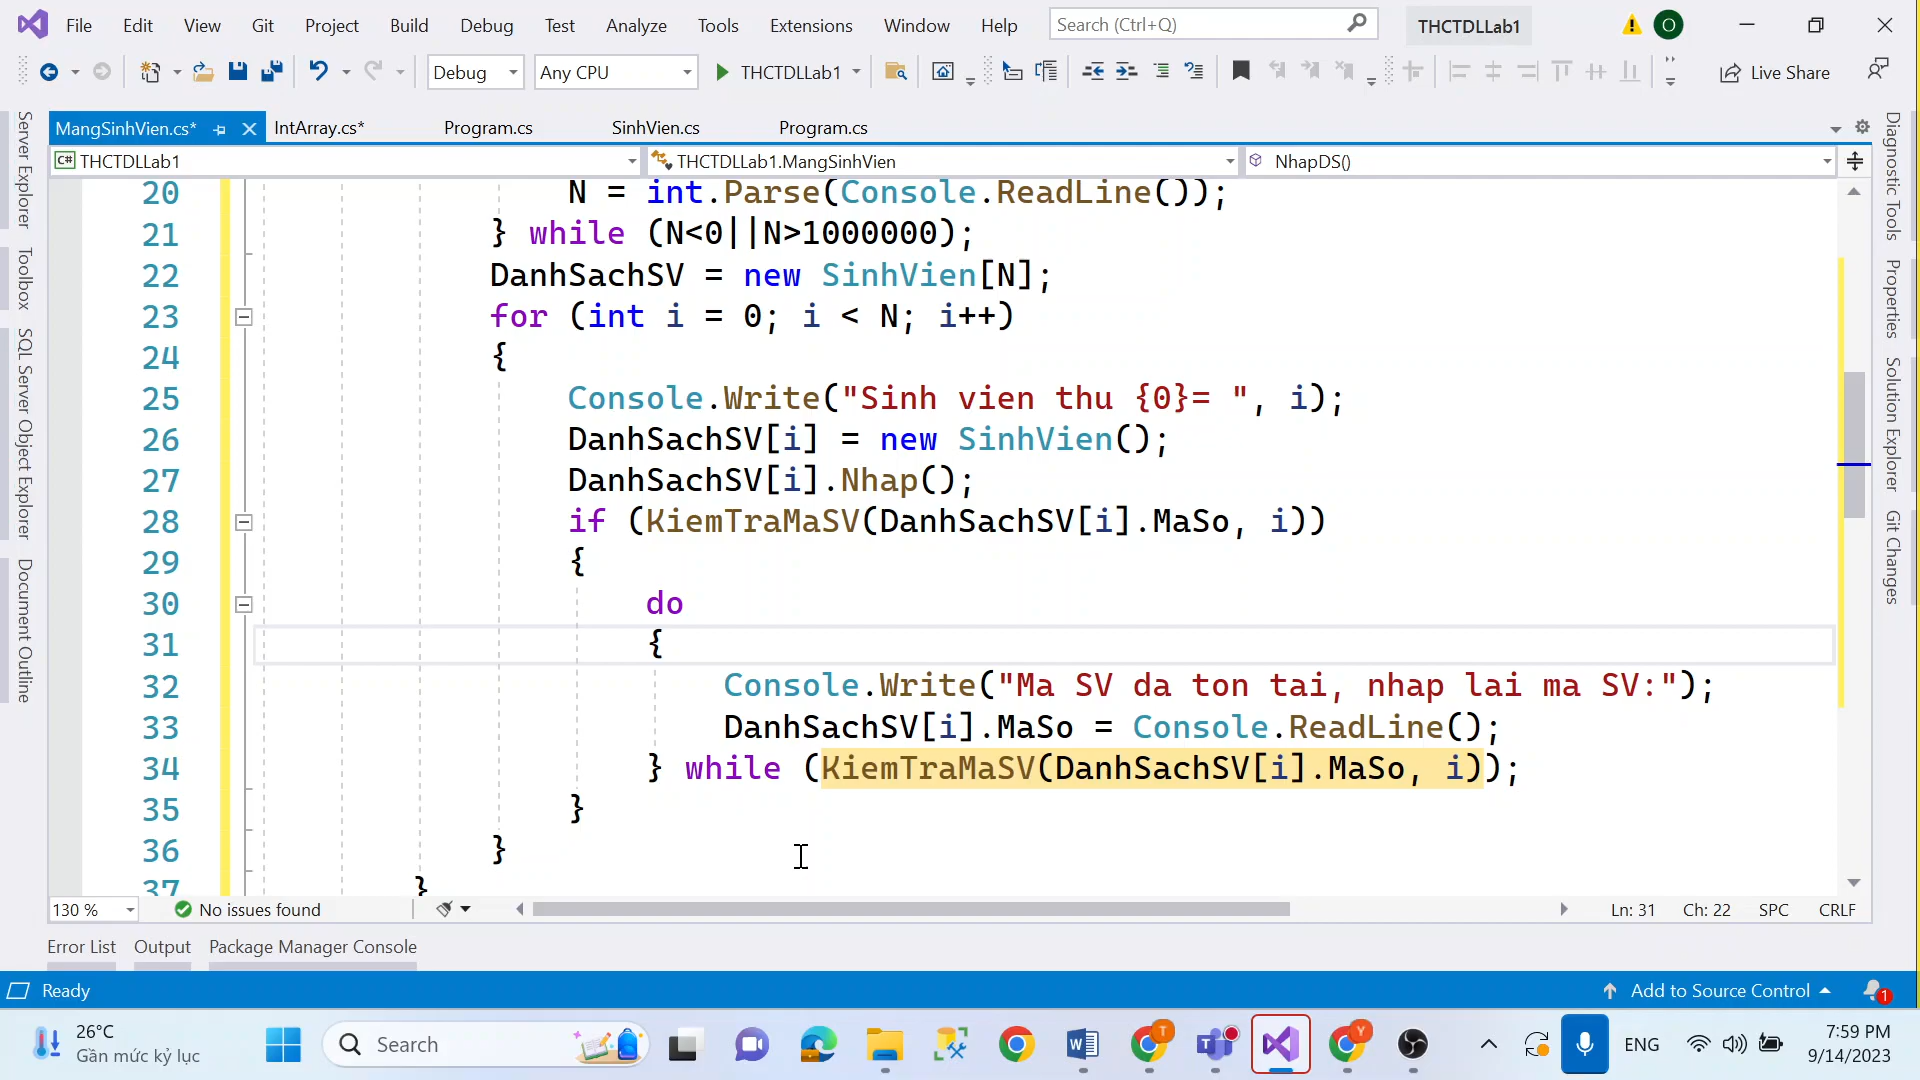 File Edit View Git Project Build Debug Test Analyze Tools Extensions Window Help Search (Ctrl+Q) THCTDLLab1 O
Debug Any CPU THCTDLLab1 Live Share
MangSinhVien.cs* IntArray.cs* Program.cs SinhVien.cs Program.cs
C# THCTDLLab1 THCTDLLab1.MangSinhVien NhapDS()
Server Explorer
Toolbox
SQL Server Object Explorer
Document Outline
20 N = int.Parse(Console.ReadLine());
21 } while (N<0||N>1000000);
22 DanhSachSV = new SinhVien[N];
23 for (int i = 0; i < N; i++)
24 {
25 Console.Write("Sinh vien thu {0}= ", i);
26 DanhSachSV[i] = new SinhVien();
27 DanhSachSV[i].Nhap();
28 if (KiemTraMaSV(DanhSachSV[i].MaSo, i))
29 {
30 do
31 {
32 Console.Write("Ma SV da ton tai, nhap lai ma SV:");
33 DanhSachSV[i].MaSo = Console.ReadLine();
34 } while (KiemTraMaSV(DanhSachSV[i].MaSo, i));
35 }
36 }
37 }
Diagnostic Tools
Properties
Solution Explorer
Git Changes
130 % No issues found Ln: 31 Ch: 22 SPC CRLF
Error List Output Package Manager Console
Ready Add to Source Control 1
26°C
Gần mức kỷ lục
Search
T
T
Y
ENG
7:59 PM
9/14/2023